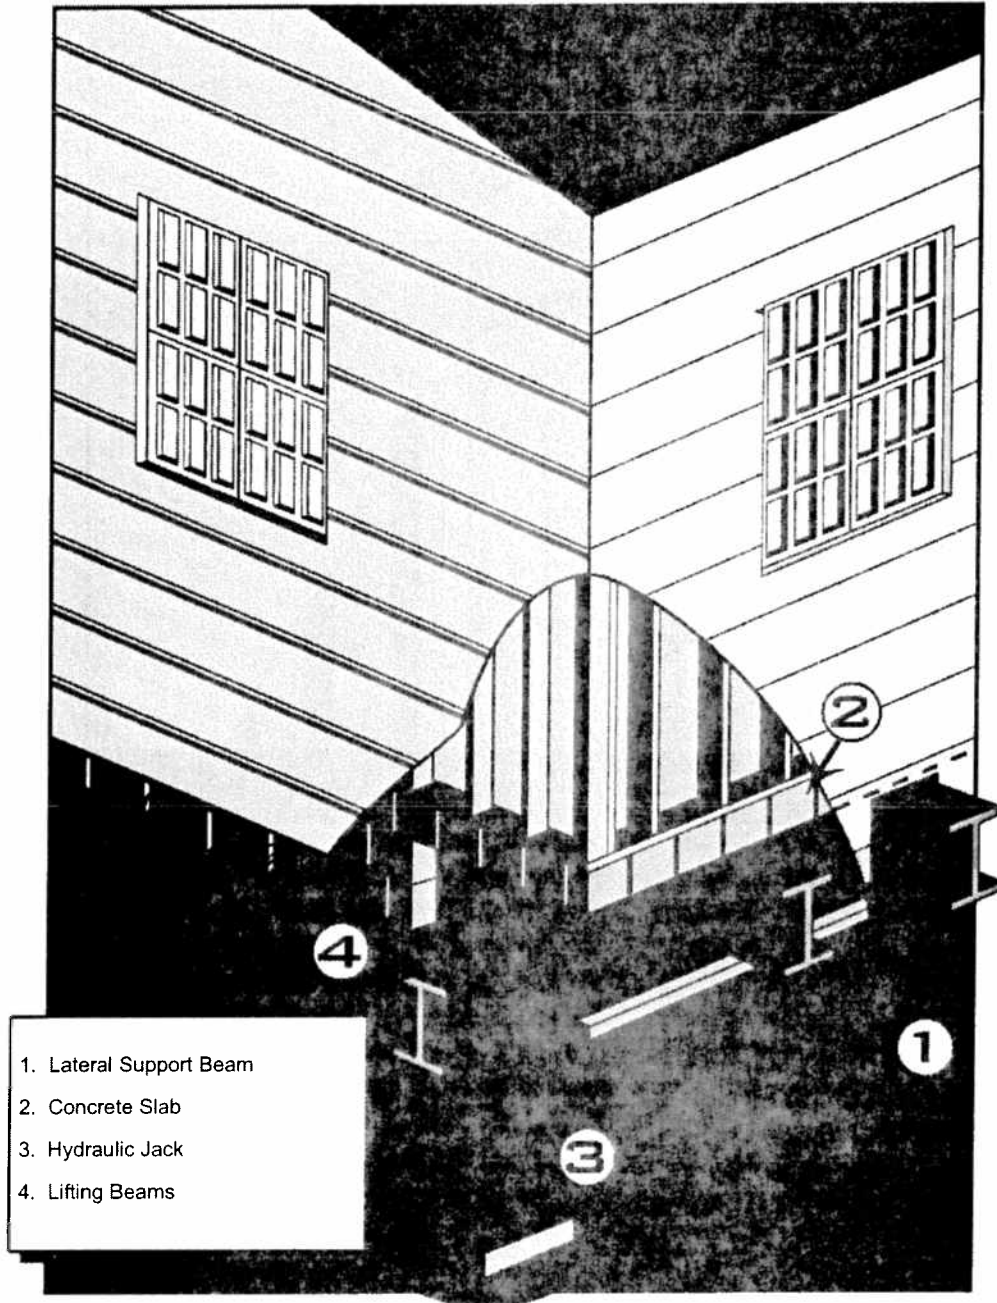 2
4
1
3
1. Lateral Support Beam
2. Concrete Slab
3. Hydraulic Jack
4. Lifting Beams